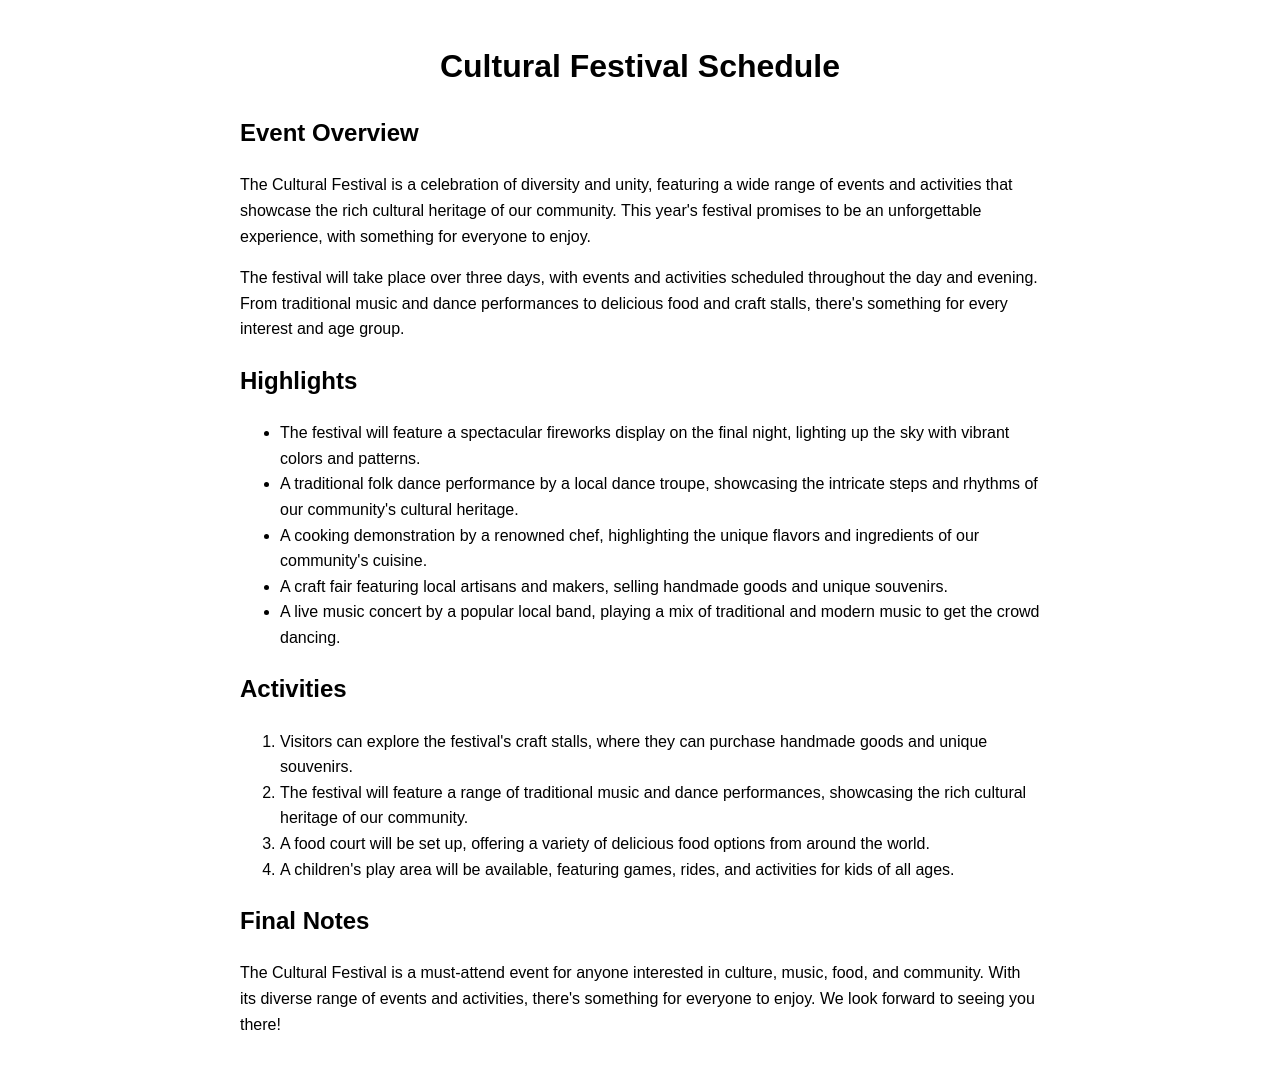 Cultural Festival Schedule
Event Overview
The Cultural Festival is a celebration of diversity and unity, featuring a wide range of events and activities that
showcase the rich cultural heritage of our community. This year's festival promises to be an unforgettable
experience, with something for everyone to enjoy.
The festival will take place over three days, with events and activities scheduled throughout the day and evening.
From traditional music and dance performances to delicious food and craft stalls, there's something for every
interest and age group.
Highlights
• The festival will feature a spectacular fireworks display on the final night, lighting up the sky with vibrant
colors and patterns.
• A traditional folk dance performance by a local dance troupe, showcasing the intricate steps and rhythms of
our community's cultural heritage.
• A cooking demonstration by a renowned chef, highlighting the unique flavors and ingredients of our
community's cuisine.
• A craft fair featuring local artisans and makers, selling handmade goods and unique souvenirs.
• A live music concert by a popular local band, playing a mix of traditional and modern music to get the crowd
dancing.
Activities
1. Visitors can explore the festival's craft stalls, where they can purchase handmade goods and unique
souvenirs.
2. The festival will feature a range of traditional music and dance performances, showcasing the rich cultural
heritage of our community.
3. A food court will be set up, offering a variety of delicious food options from around the world.
4. A children's play area will be available, featuring games, rides, and activities for kids of all ages.
Final Notes
The Cultural Festival is a must-attend event for anyone interested in culture, music, food, and community. With
its diverse range of events and activities, there's something for everyone to enjoy. We look forward to seeing you
there!